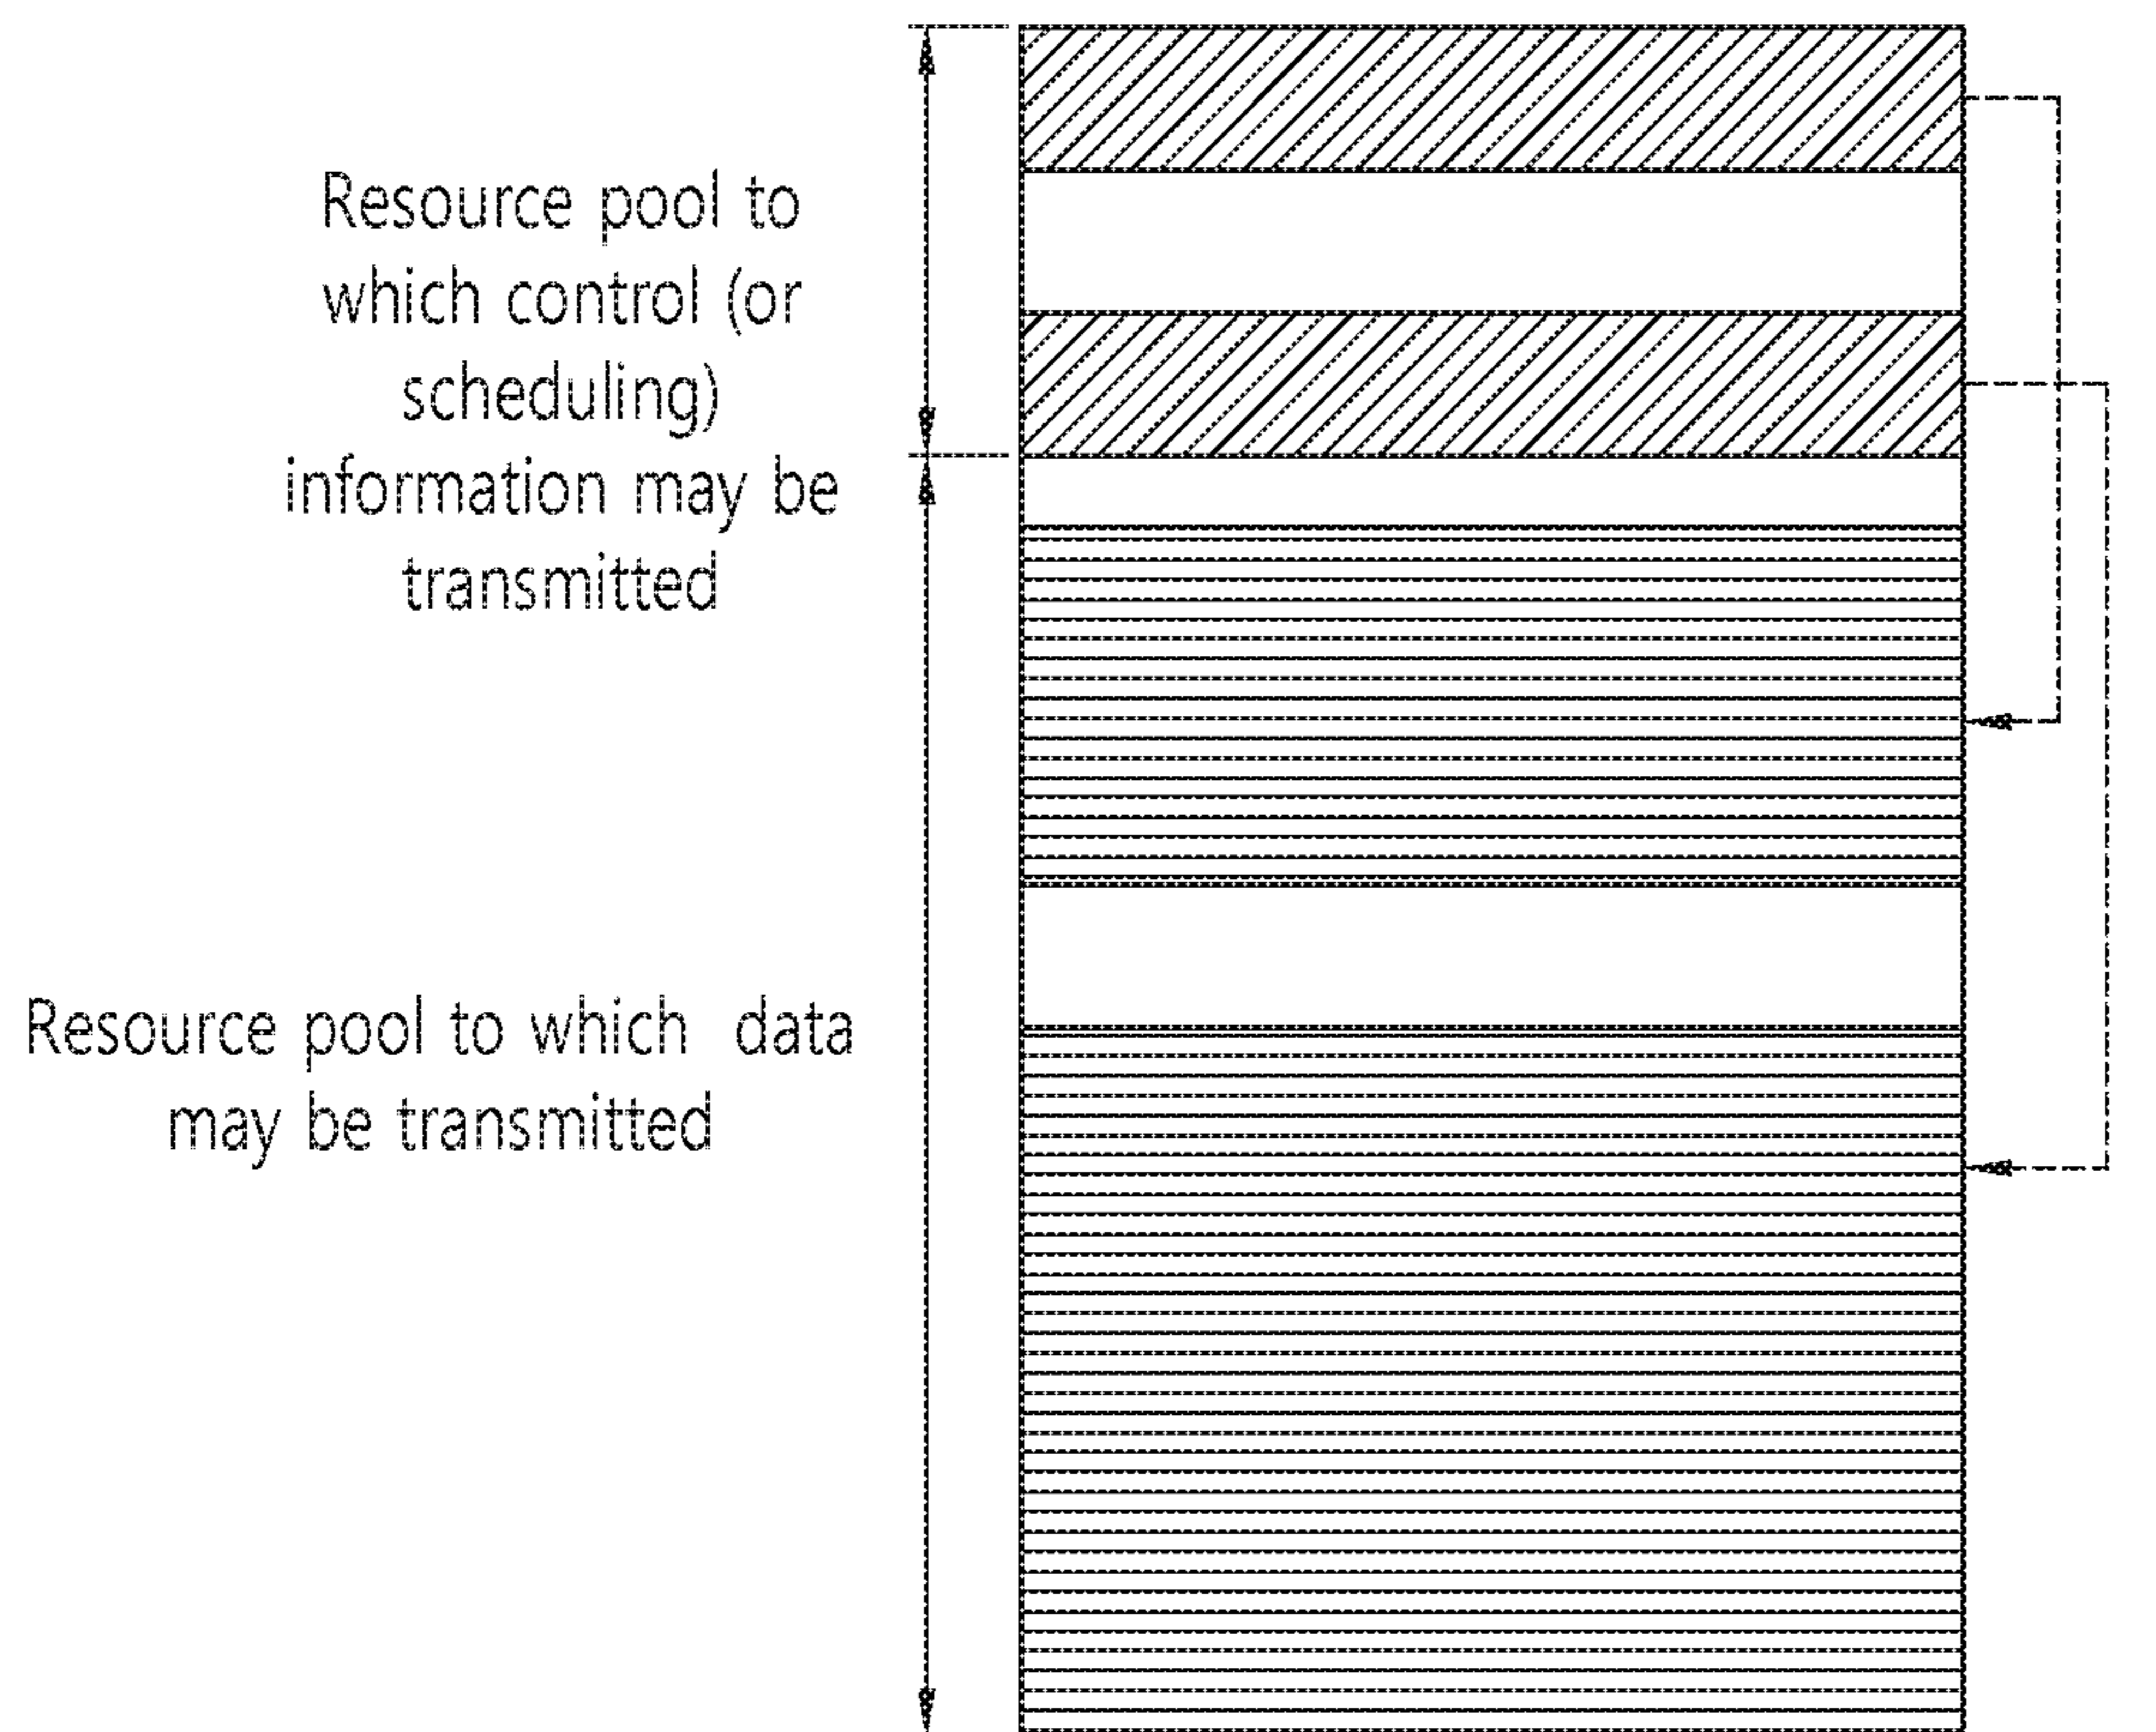 Resource pool to
which control (or
scheduling)
information may be
transmitted
Resource pool to which data
may be transmitted